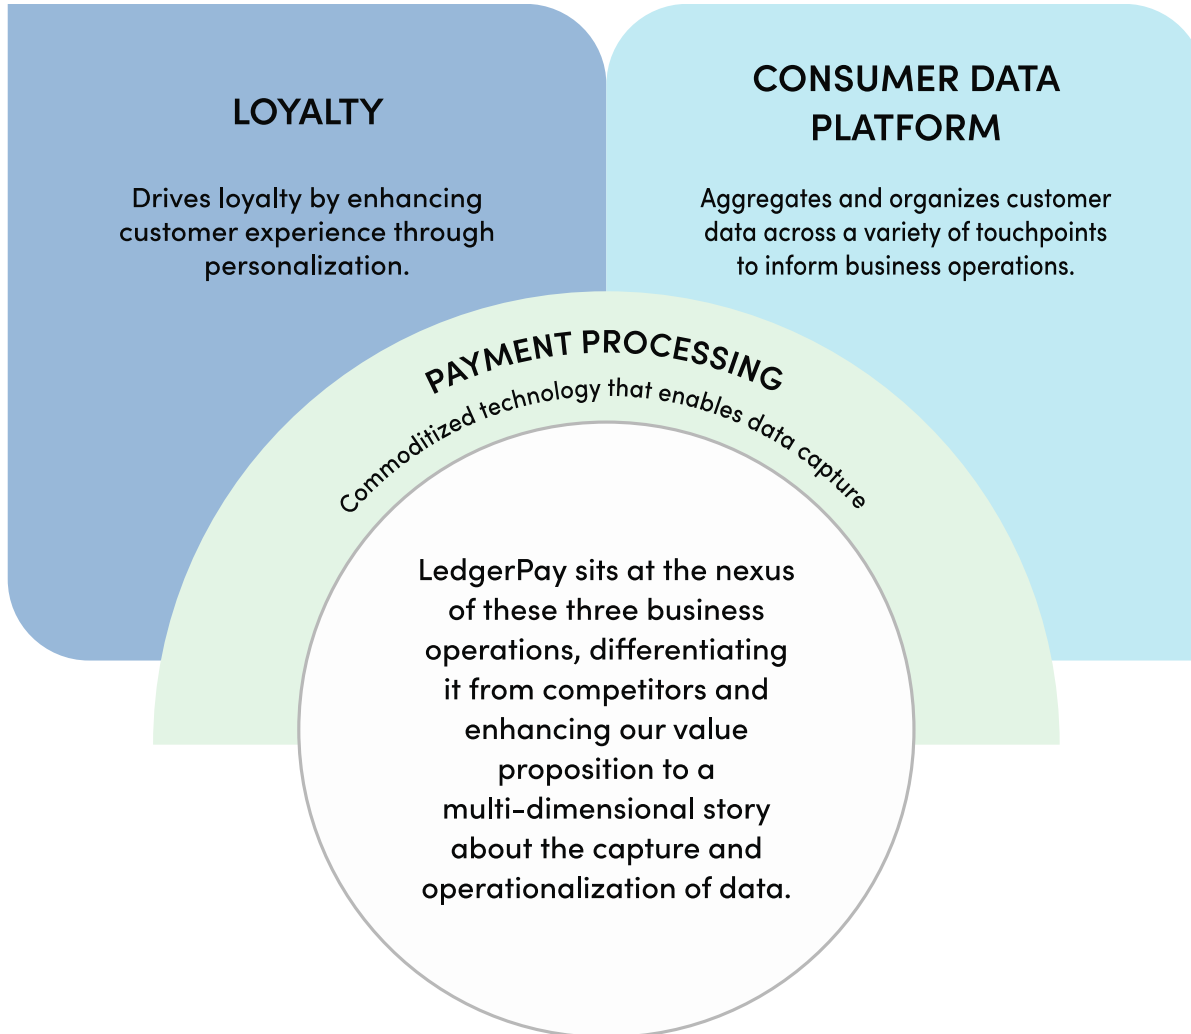 LOYALTY
Drives loyalty by enhancing
customer experience through
personalization.
CONSUMER DATA
PLATFORM
Aggregates and organizes customer
data across a variety of touchpoints
to inform business operations.
PAYMENT PROCESSING
Commoditized technology that enables data capture
LedgerPay sits at the nexus
of these three business
operations, differentiating
it from competitors and
enhancing our value
proposition to a
multi-dimensional story
about the capture and
operationalization of data.